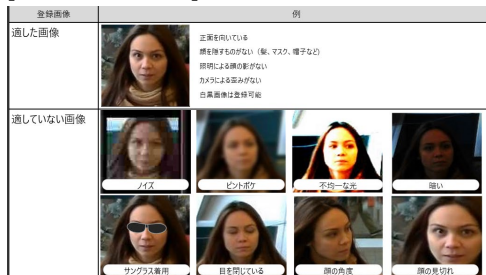 登録画像
例
適した画像
正面を向いている
顔を隠すものがない（髪、マスク、帽子など）
照明による顔の影がない
カメラによる歪みがない
白黒画像は登録可能
適していない画像
ノイズ
ピントボケ
不均一な光
暗い
サングラス着用
目を閉じている
顔の角度
顔の見切れ